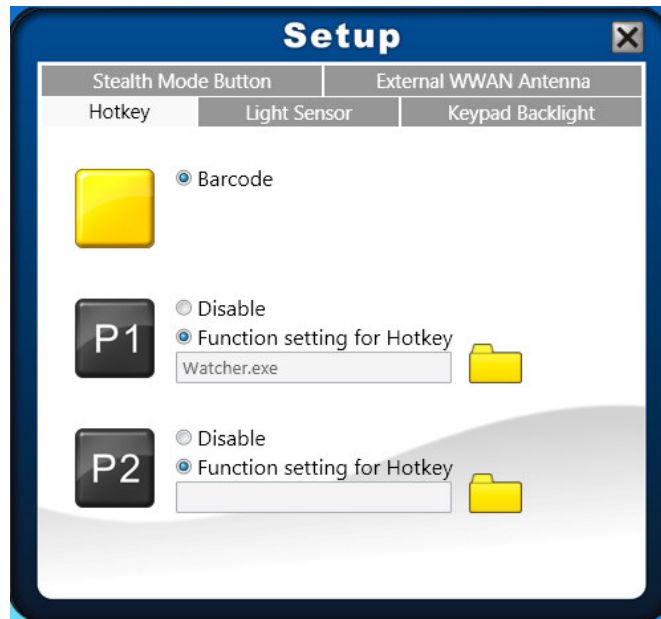 Setup
Stealth Mode Button External WWAN Antenna
Hotkey Light Sensor Keypad Backlight
Barcode
P1
Disable
Function setting for Hotkey
Watcher.exe
P2
Disable
Function setting for Hotkey